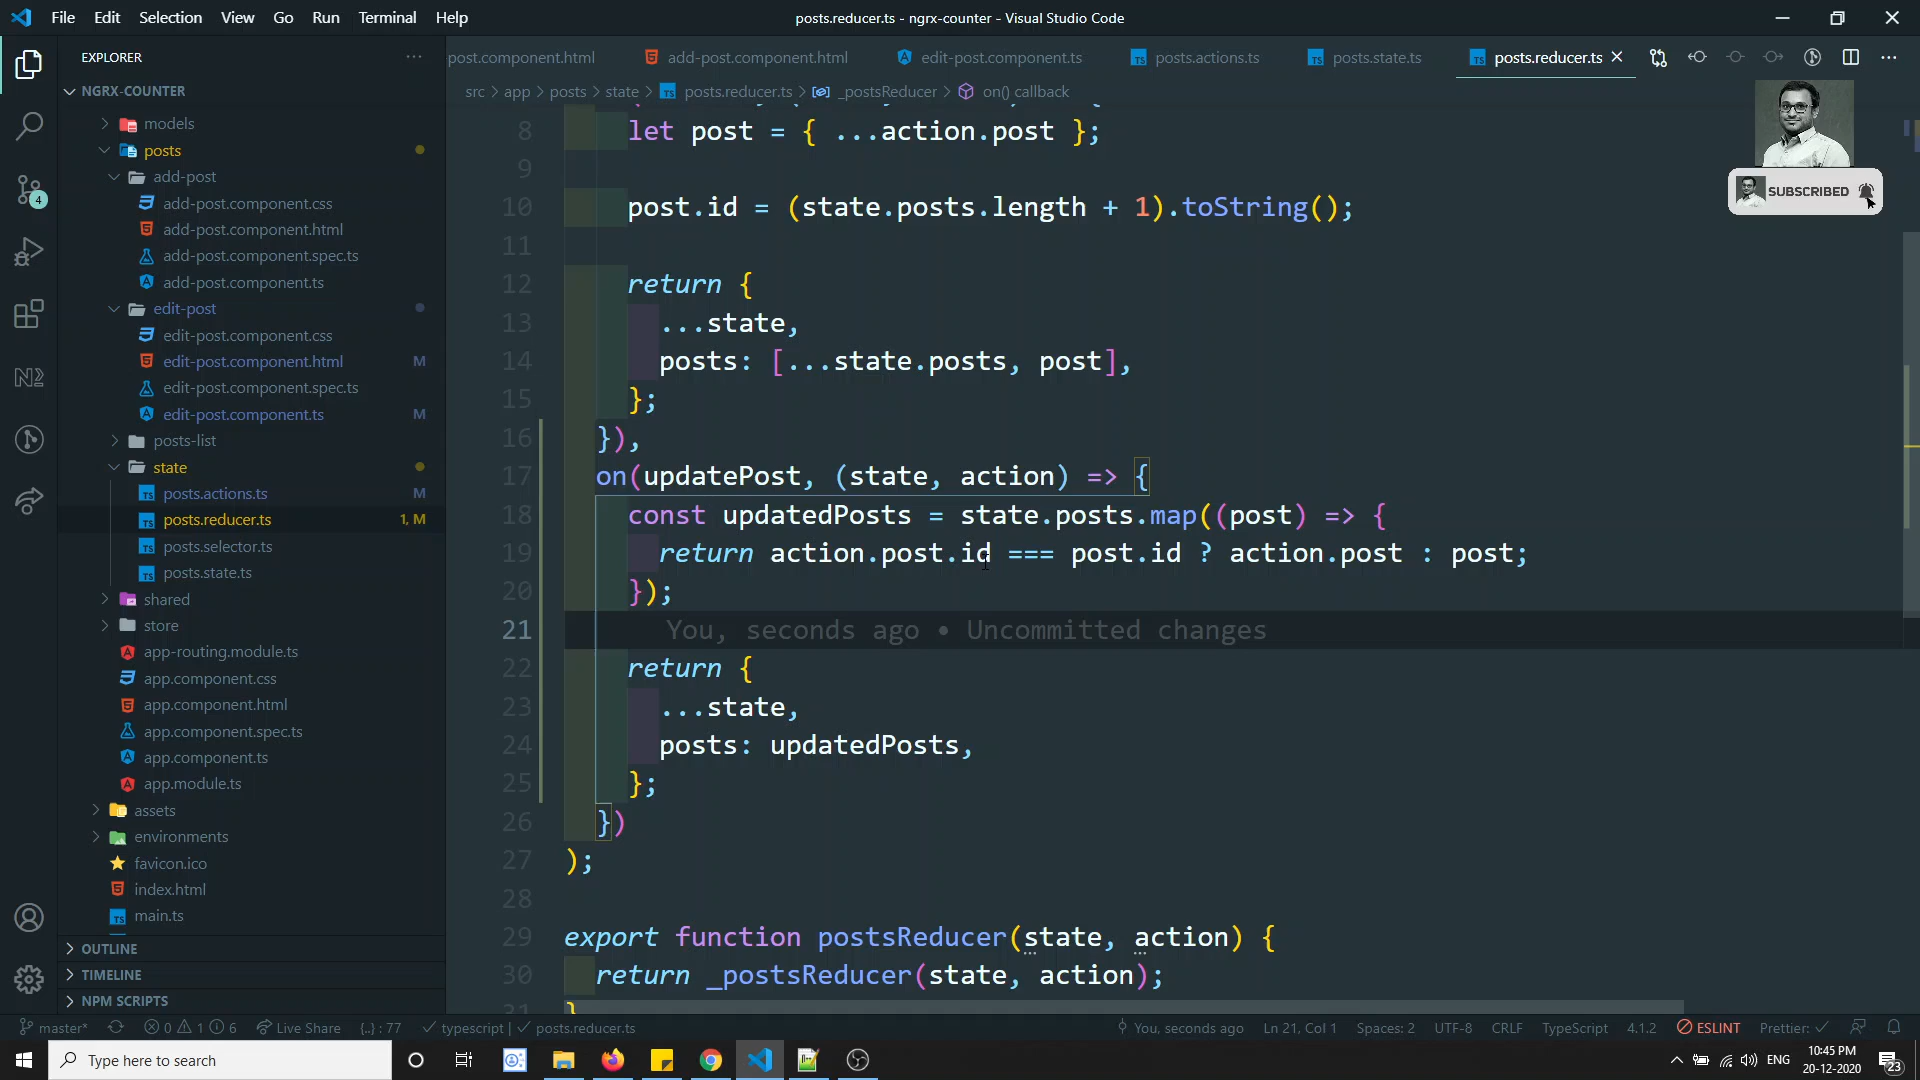 File Edit Selection View Go Run Terminal Help
posts.reducer.ts - ngrx-counter - Visual Studio Code
EXPLORER
post.component.html
add-post.component.html
edit-post.component.ts
posts.actions.ts
posts.state.ts
posts.reducer.ts
NGRX-COUNTER
src > app > posts > state > posts.reducer.ts > _postsReducer > on() callback
models
posts
add-post
add-post.component.css
add-post.component.html
add-post.component.spec.ts
add-post.component.ts
edit-post
edit-post.component.css
edit-post.component.html M
edit-post.component.spec.ts
edit-post.component.ts M
posts-list
state
posts.actions.ts M
posts.reducer.ts 1, M
posts.selector.ts
posts.state.ts
shared
store
app-routing.module.ts
app.component.css
app.component.html
app.component.spec.ts
app.component.ts
app.module.ts
assets
environments
favicon.ico
index.html
main.ts
OUTLINE
TIMELINE
NPM SCRIPTS
4
N2
SUBSCRIBED
8 let post = { ...action.post };
9
10 post.id = (state.posts.length + 1).toString();
11
12 return {
13 ...state,
14 posts: [...state.posts, post],
15 };
16 }),
17 on(updatePost, (state, action) => {
18 const updatedPosts = state.posts.map((post) => {
19 return action.post.id === post.id ? action.post : post;
20 });
21 You, seconds ago • Uncommitted changes
22 return {
23 ...state,
24 posts: updatedPosts,
25 };
26 })
27 );
28
29 export function postsReducer(state, action) {
30 return _postsReducer(state, action);
master* 0 1 6 Live Share {..} : 77 typescript | posts.reducer.ts
You, seconds ago Ln 21, Col 1 Spaces: 2 UTF-8 CRLF TypeScript 4.1.2 ESLINT Prettier:
Type here to search
ENG
10:45 PM
20-12-2020
23